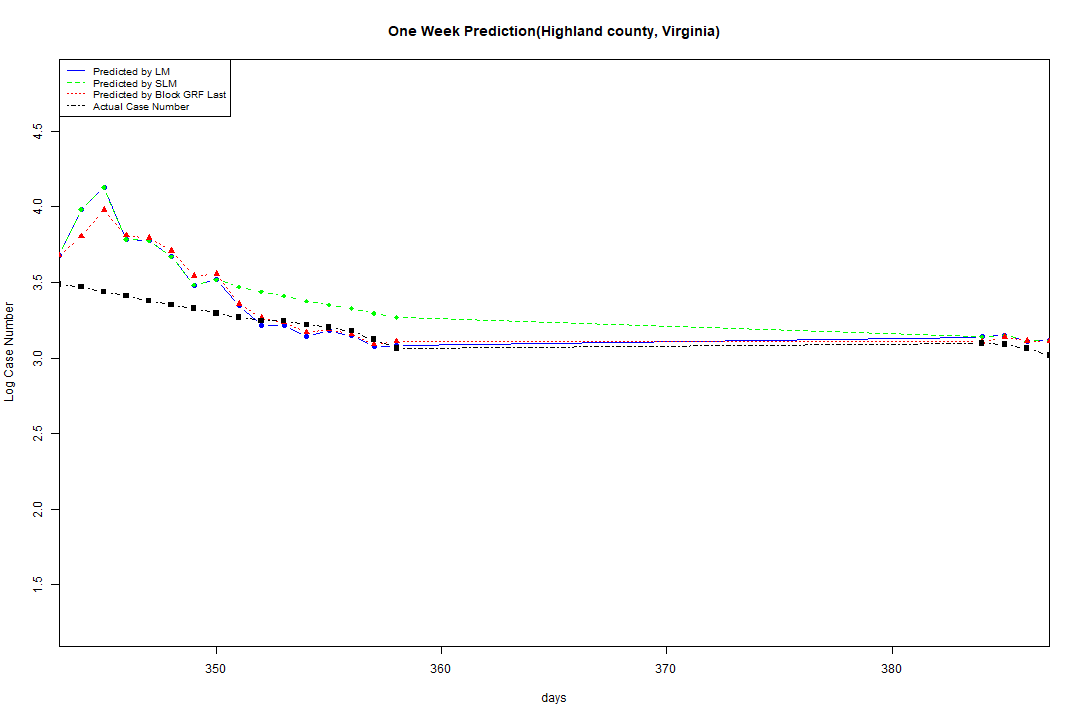 One Week Prediction(Highland county, Virginia)
Predicted by LM
Predicted by SLM
Predicted by Block GRF Last
Actual Case Number
4.5
4.0
3.5
3.0
2.5
2.0
1.5
Log Case Number
350
360
370
380
days